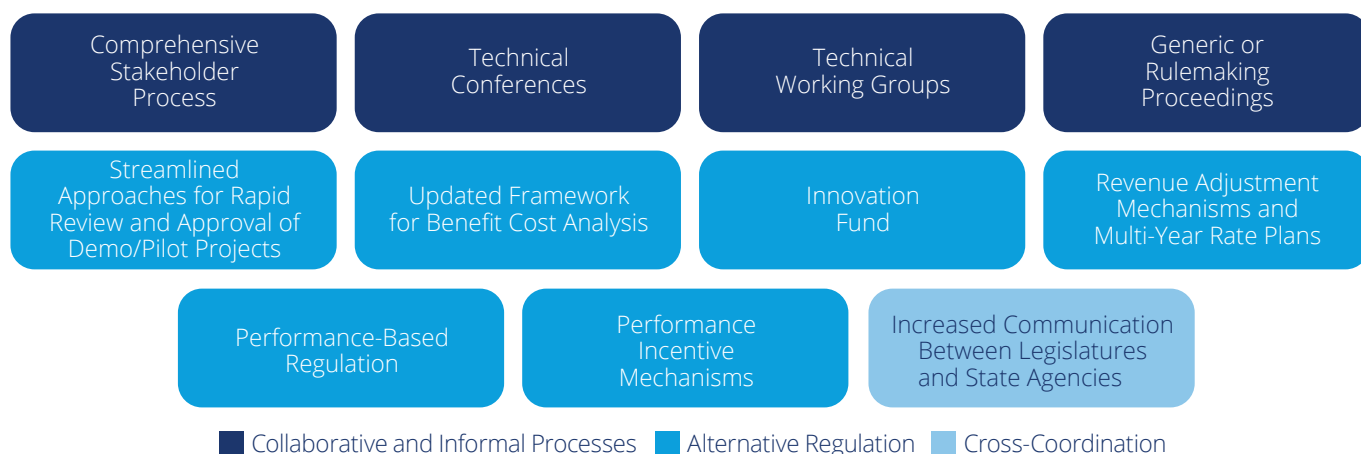 Comprehensive
Stakeholder
Process
Technical
Conferences
Technical
Working Groups
Generic or
Rulemaking
Proceedings
Streamlined
Approaches for Rapid
Review and Approval of
Demo/Pilot Projects
Updated Framework
for Benefit Cost Analysis
Innovation
Fund
Revenue Adjustment
Mechanisms and
Multi-Year Rate Plans
Performance-Based
Regulation
Performance
Incentive
Mechanisms
Increased Communication
Between Legislatures
and State Agencies
Collaborative and Informal Processes
Alternative Regulation
Cross-Coordination